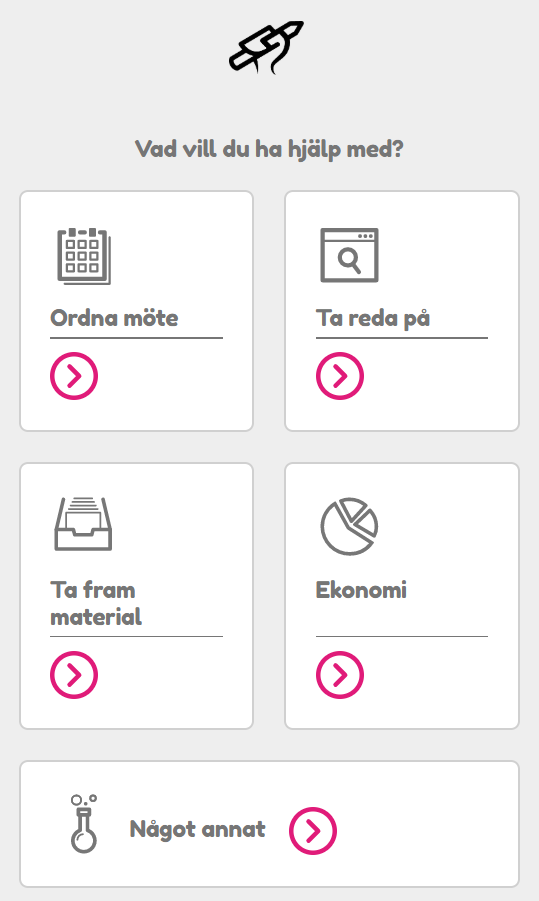 Vad vill du ha hjälp med?
Ordna möte
Ta reda på
Ta fram
material
Ekonomi
Något annat